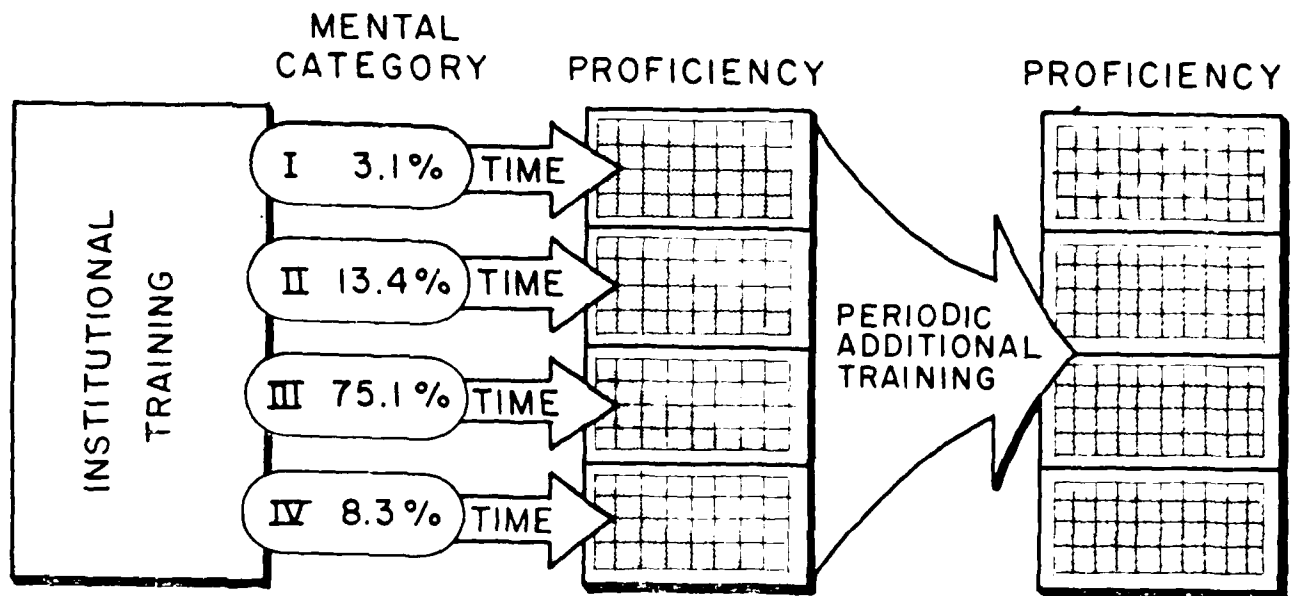 MENTAL
CATEGORY
PROFICIENCY
PROFICIENCY
INSTITUTIONAL
TRAINING
I 3.1% TIME
II 13.4% TIME
III 75.1% TIME
IV 8.3% TIME
PERIODIC
ADDITIONAL
TRAINING